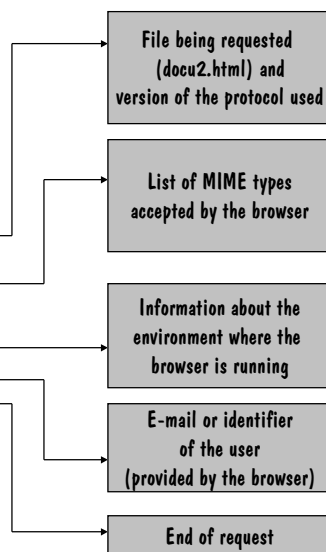 File being requested
(docu2.html) and
version of the protocol used
List of MIME types
accepted by the browser
Information about the
environment where the
browser is running
E-mail or identifier
of the user
(provided by the browser)
End of request